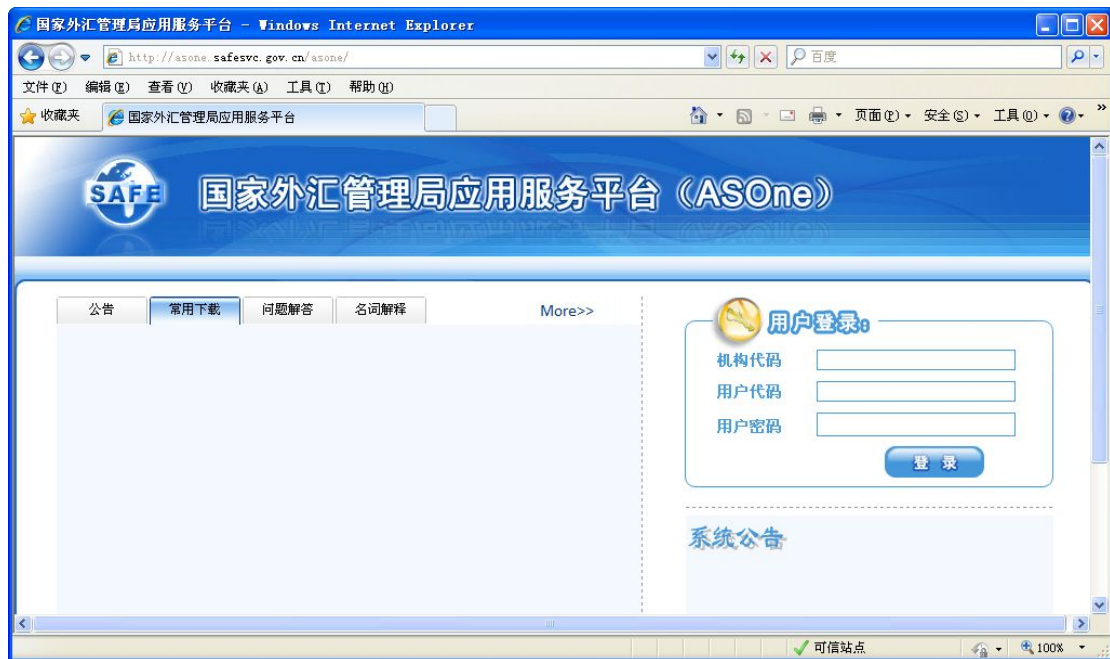 国家外汇管理局应用服务平台 - Windows Internet Explorer
http://asone.safesvc.gov.cn/asone/
百度
文件(F) 编辑(E) 查看(V) 收藏夹(A) 工具(T) 帮助(H)
收藏夹 国家外汇管理局应用服务平台 页面(P) 安全(S) 工具(O) »
SAFE 国家外汇管理局应用服务平台（ASOne）
公告 常用下载 问题解答 名词解释 More>>
用户登录
机构代码
用户代码
用户密码
登 录
系统公告
可信站点 100%